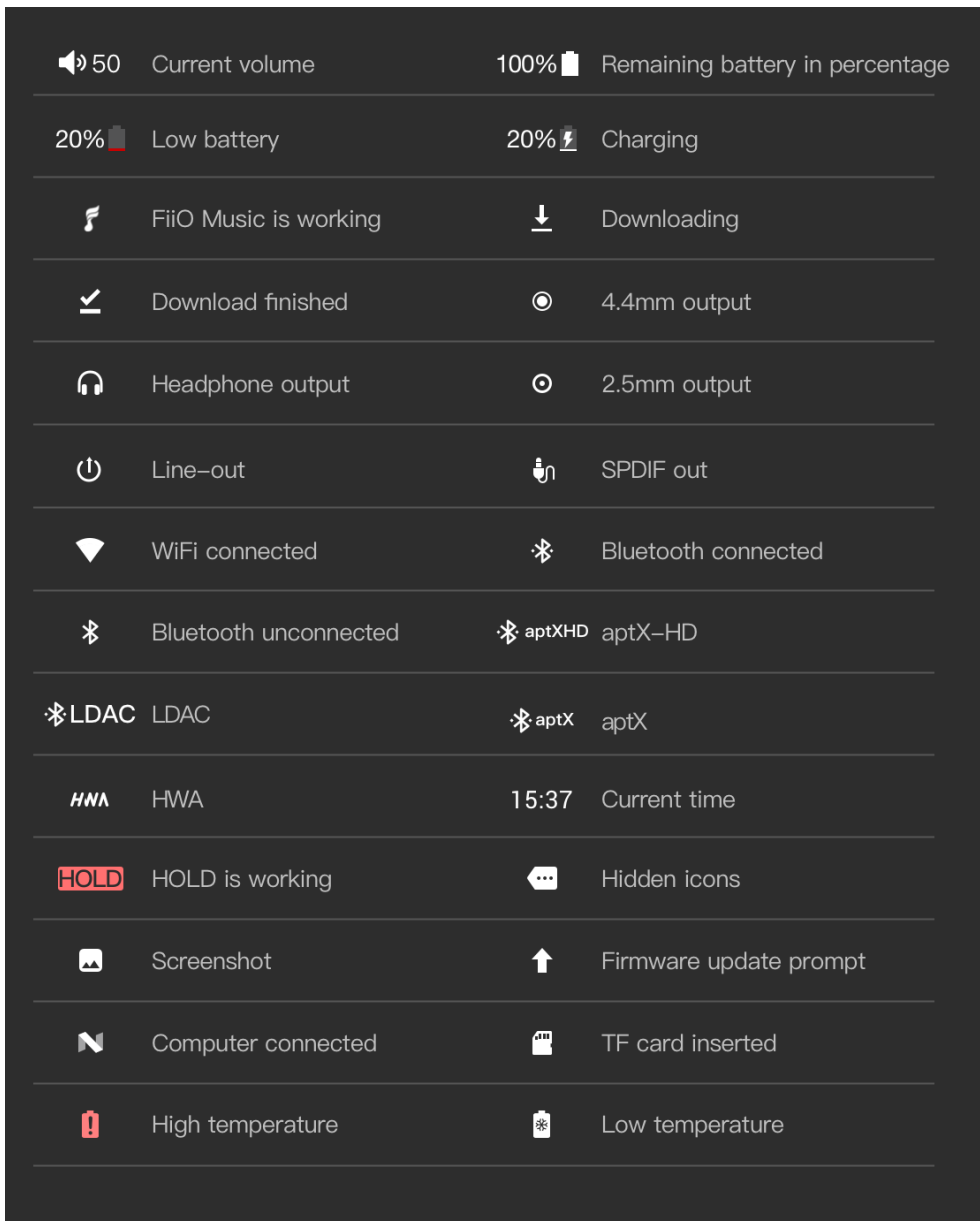 50 Current volume 100% Remaining battery in percentage
20% Low battery 20% Charging
FiiO Music is working Downloading
Download finished 4.4mm output
Headphone output 2.5mm output
Line-out SPDIF out
WiFi connected Bluetooth connected
Bluetooth unconnected aptXHD aptX-HD
LDAC LDAC aptX aptX
HWA HWA 15:37 Current time
HOLD HOLD is working Hidden icons
Screenshot Firmware update prompt
Computer connected TF card inserted
High temperature Low temperature